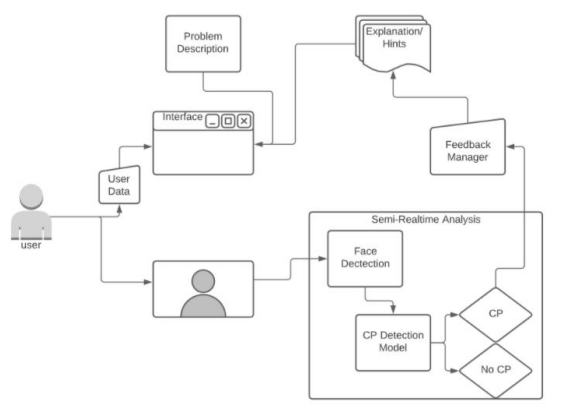 Problem
Description
Explanation/
Hints
Interface
Feedback
Manager
User
Data
user
Semi-Realtime Analysis
Face
Dectection
CP
CP Detection
Model
No CP